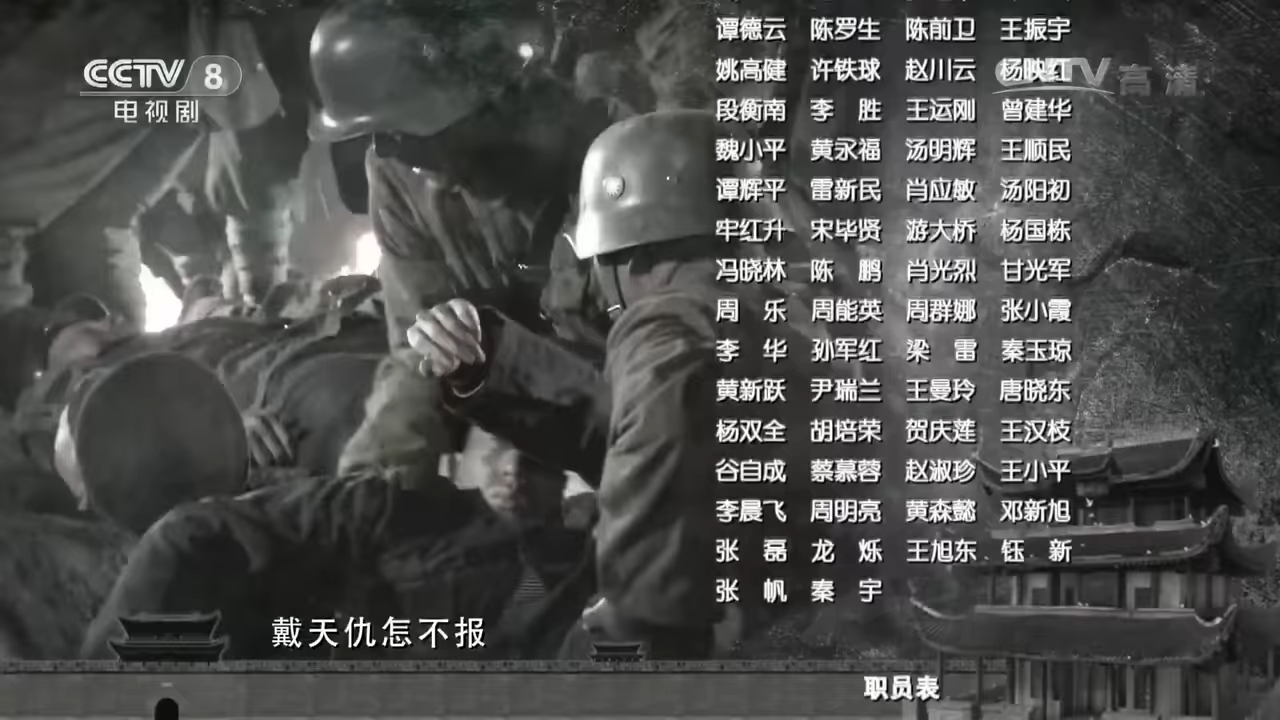 CCTV 8
电视剧
CNTV 高清
谭德云 陈罗生 陈前卫 王振宇
姚高健 许铁球 赵川云 杨映红
段衡南 李 胜 王运刚 曾建华
魏小平 黄永福 汤明辉 王顺民
谭辉平 雷新民 肖应敏 汤阳初
牢红升 宋毕贤 游大桥 杨国栋
冯晓林 陈 鹏 肖光烈 甘光军
周 乐 周能英 周群娜 张小霞
李 华 孙军红 梁 雷 秦玉琼
黄新跃 尹瑞兰 王曼玲 唐晓东
杨双全 胡培荣 贺庆莲 王汉枝
谷自成 蔡慕蓉 赵淑珍 王小平
李晨飞 周明亮 黄森懿 邓新旭
张 磊 龙 烁 王旭东 钰 新
张 帆 秦 宇
戴天仇怎不报
职员表